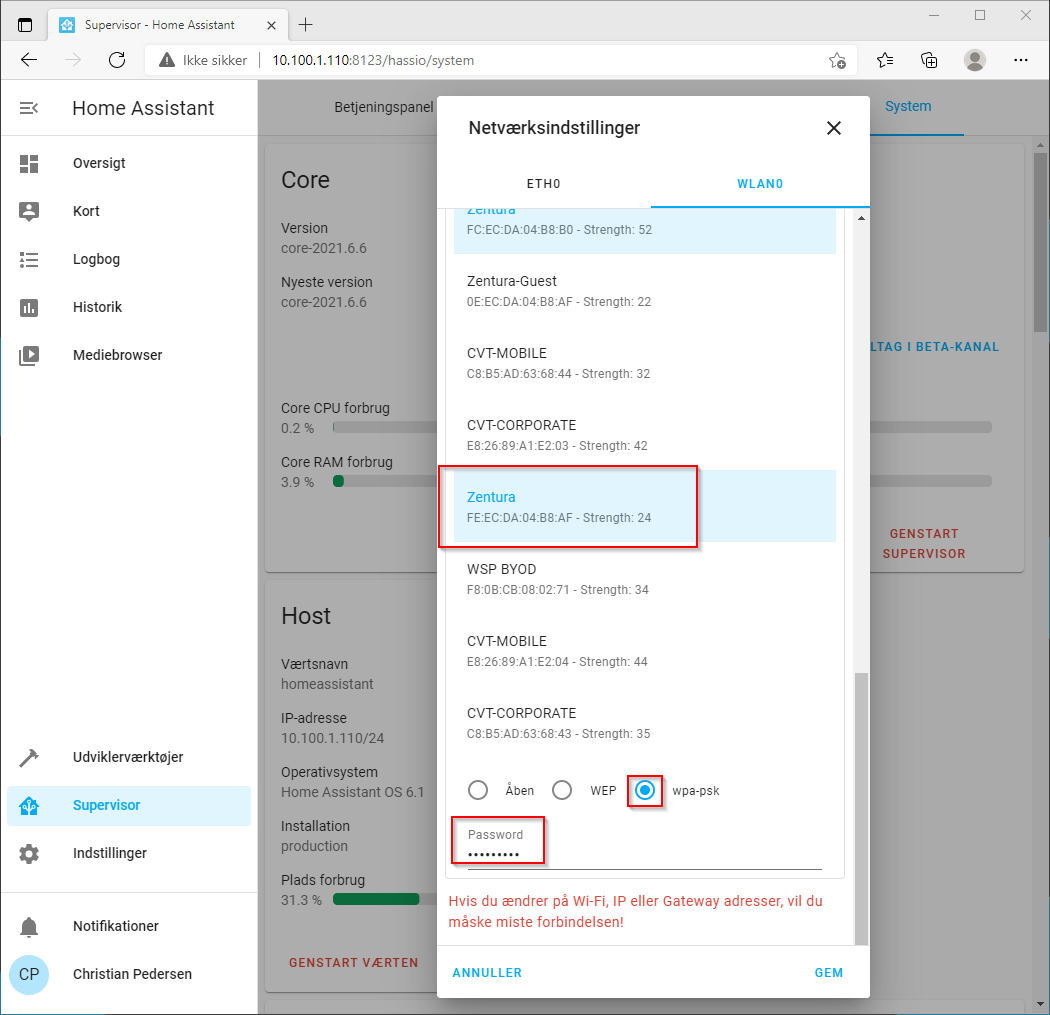 Supervisor - Home Assistant
Ikke sikker
10.100.1.110:8123/hassio/system
Home Assistant
Oversigt
Kort
Logbog
Historik
Mediebrowser
Udviklerværktøjer
Supervisor
Indstillinger
Notifikationer
CP
Christian Pedersen
Betjeningspanel
System
Core
Version
core-2021.6.6
Nyeste version
core-2021.6.6
LTAG I BETA-KANAL
Core CPU forbrug
0.2 %
Core RAM forbrug
3.9 %
GENSTART
SUPERVISOR
Host
Værtsnavn
homeassistant
IP-adresse
10.100.1.110/24
Operativsystem
Home Assistant OS 6.1
Installation
production
Plads forbrug
31.3 %
GENSTART VÆRTEN
Netværksindstillinger
ETH0
WLAN0
Zentura
FC:EC:DA:04:B8:B0 - Strength: 52
Zentura-Guest
0E:EC:DA:04:B8:AF - Strength: 22
CVT-MOBILE
C8:B5:AD:63:68:44 - Strength: 32
CVT-CORPORATE
E8:26:89:A1:E2:03 - Strength: 42
Zentura
FE:EC:DA:04:B8:AF - Strength: 24
WSP BYOD
F8:0B:CB:08:02:71 - Strength: 34
CVT-MOBILE
E8:26:89:A1:E2:04 - Strength: 44
CVT-CORPORATE
C8:B5:AD:63:68:43 - Strength: 35
Åben WEP wpa-psk
Password
•••••••••
Hvis du ændrer på Wi-Fi, IP eller Gateway adresser, vil du
måske miste forbindelsen!
ANNULLER
GEM